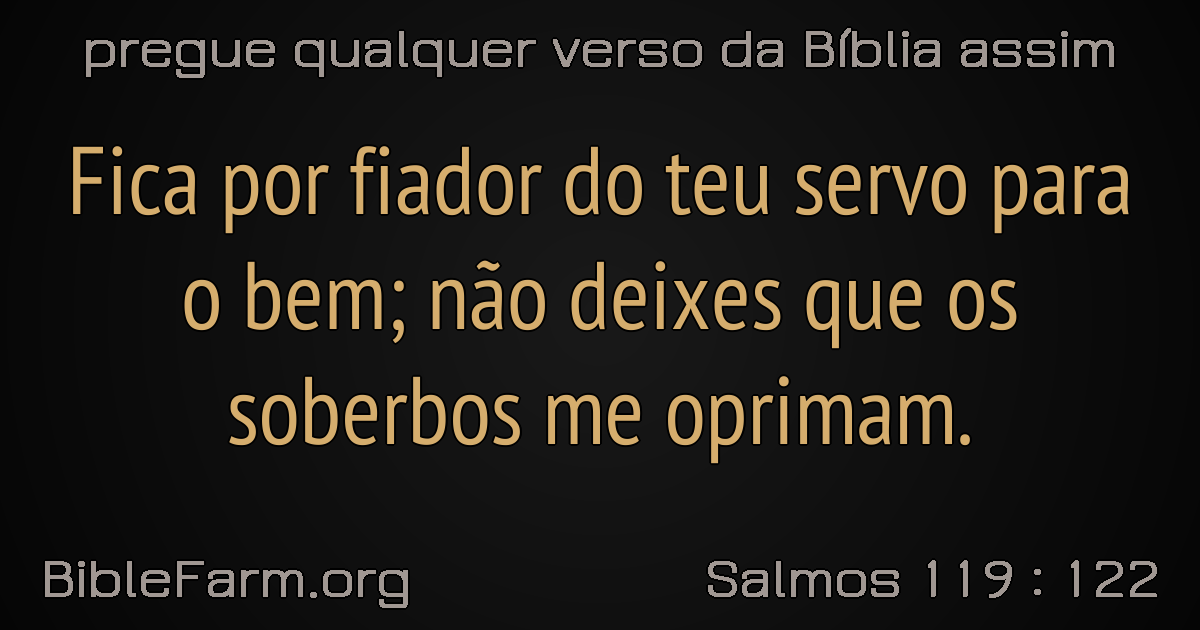 pregue qualquer verso da Bíblia assim
Fica por fiador do teu servo para
o bem; não deixes que os
soberbos me oprimam.
BibleFarm.org
Salmos 119 : 122